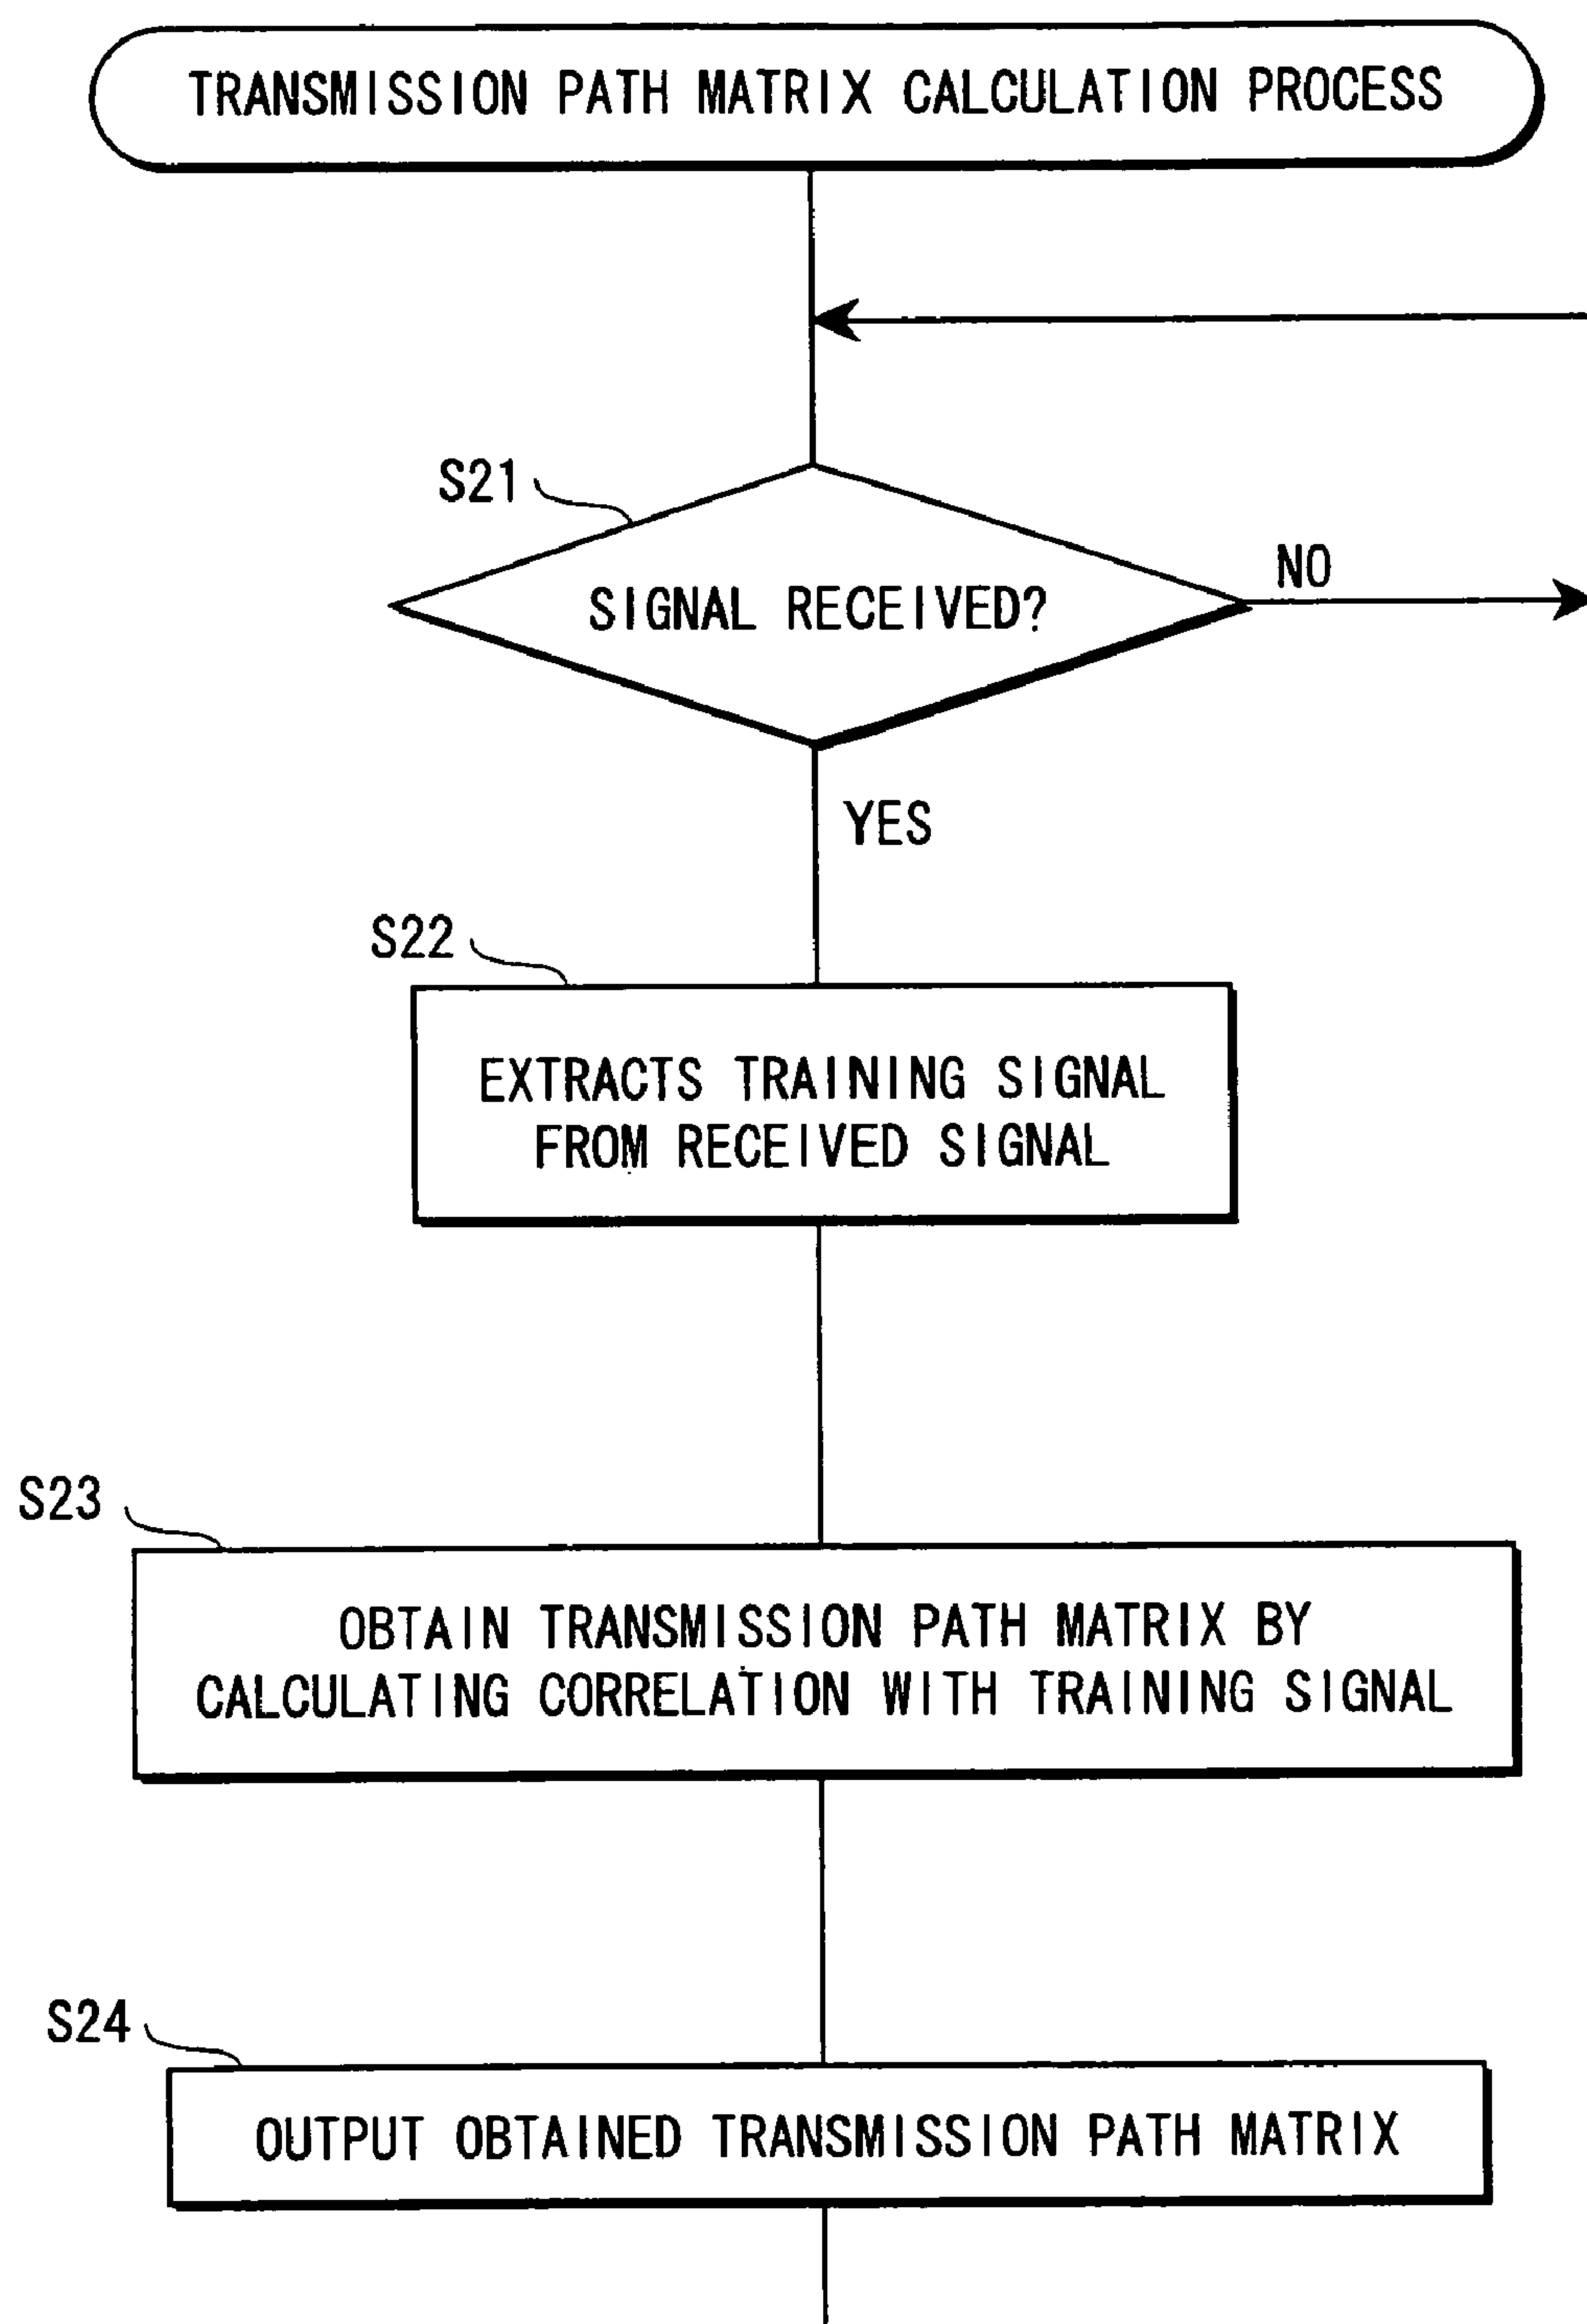 TRANSMISSION PATH MATRIX CALCULATION PROCESS
S21
SIGNAL RECEIVED?
NO
YES
S22
EXTRACTS TRAINING SIGNAL
FROM RECEIVED SIGNAL
S23
OBTAIN TRANSMISSION PATH MATRIX BY
CALCULATING CORRELATION WITH TRAINING SIGNAL
S24
OUTPUT OBTAINED TRANSMISSION PATH MATRIX